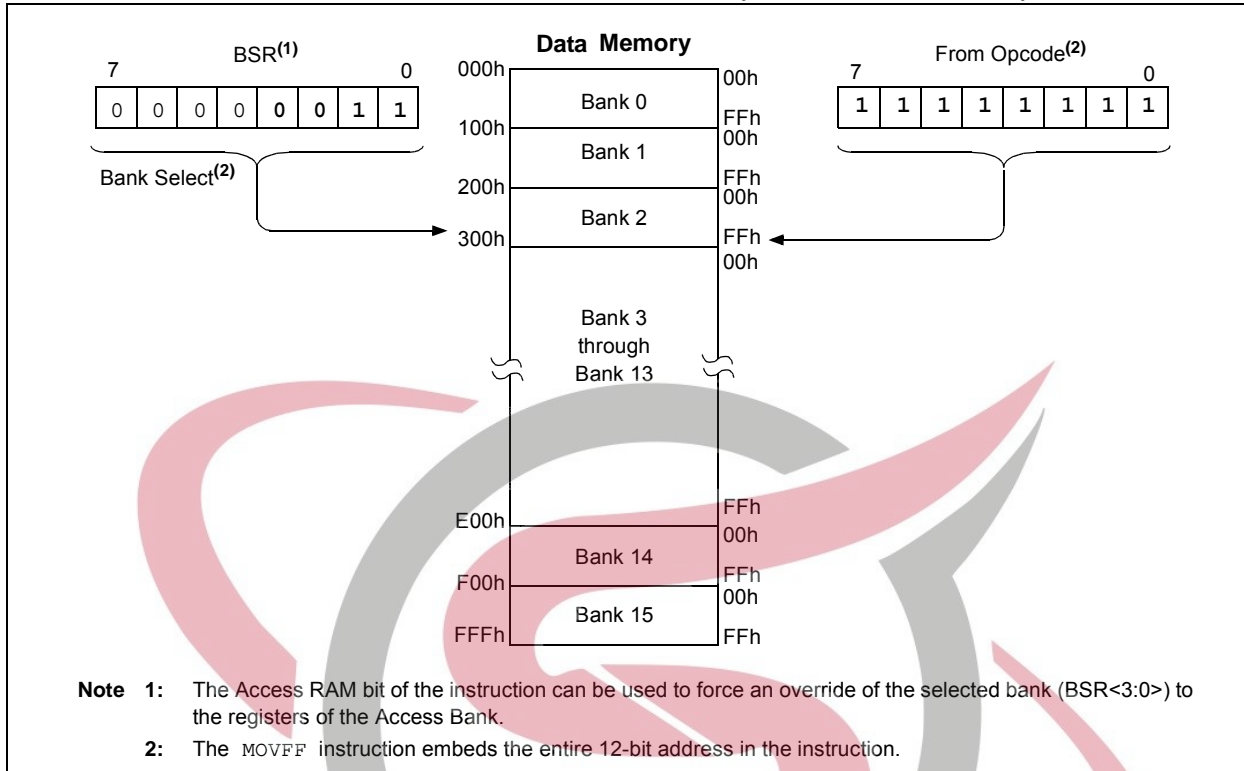 BSR(1)
7 0
0 0 0 0 0 0 1 1
Bank Select(2)
Data Memory
000h
00h
Bank 0
FFh
100h
00h
Bank 1
FFh
200h
00h
Bank 2
FFh
300h
00h
Bank 3
through
Bank 13
FFh
E00h
00h
Bank 14
FFh
F00h
00h
Bank 15
FFFh
FFh
From Opcode(2)
7 0
1 1 1 1 1 1 1 1
Note 1: The Access RAM bit of the instruction can be used to force an override of the selected bank (BSR<3:0>) to
the registers of the Access Bank.
2: The MOVFF instruction embeds the entire 12-bit address in the instruction.